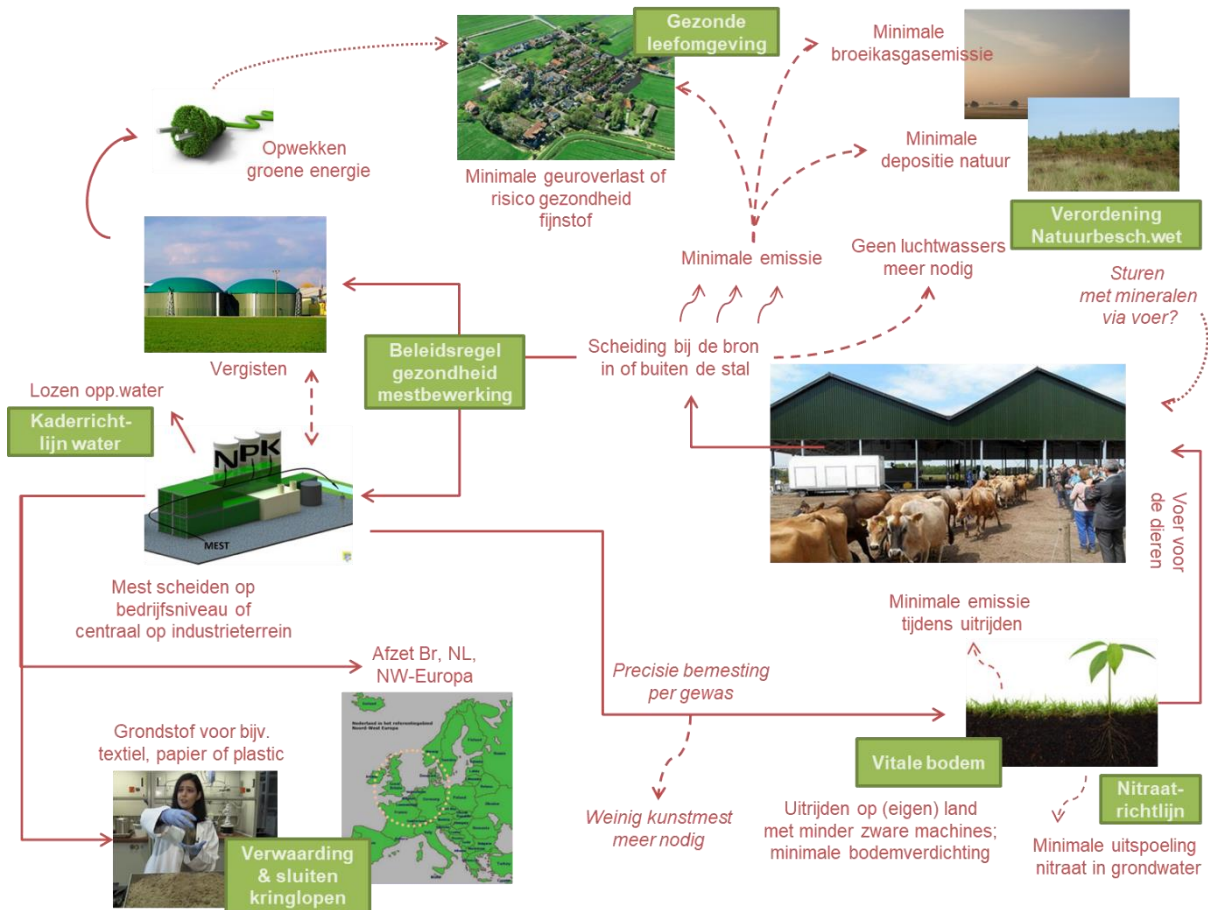 Gezonde
leefomgeving
Minimale
broeikasgasemissie
Opwekken
groene energie
Minimale geuroverlast of
risico gezondheid
fijnstof
Minimale
depositie natuur
Verordening
Natuurbesch.wet
Minimale emissie
Geen luchtwassers
meer nodig
Sturen
met mineralen
via voer?
Beleidsregel
gezondheid
mestbewerking
Scheiding bij de bron
in of buiten de stal
Vergisten
Lozen opp.water
Kaderricht-
lijn water
NPK
MEST
Voer voor
de dieren
Mest scheiden op
bedrijfsniveau of
centraal op industrieterrein
Minimale emissie
tijdens uitrijden
Afzet Br, NL,
NW-Europa
Precisie bemesting
per gewas
Grondstof voor bijv.
textiel, papier of plastic
Vitale bodem
Nitraat-
richtlijn
Weinig kunstmest
meer nodig
Uitrijden op (eigen) land
met minder zware machines;
minimale bodemverdichting
Minimale uitspoeling
nitraat in grondwater
Verwaarding
& sluiten
kringlopen